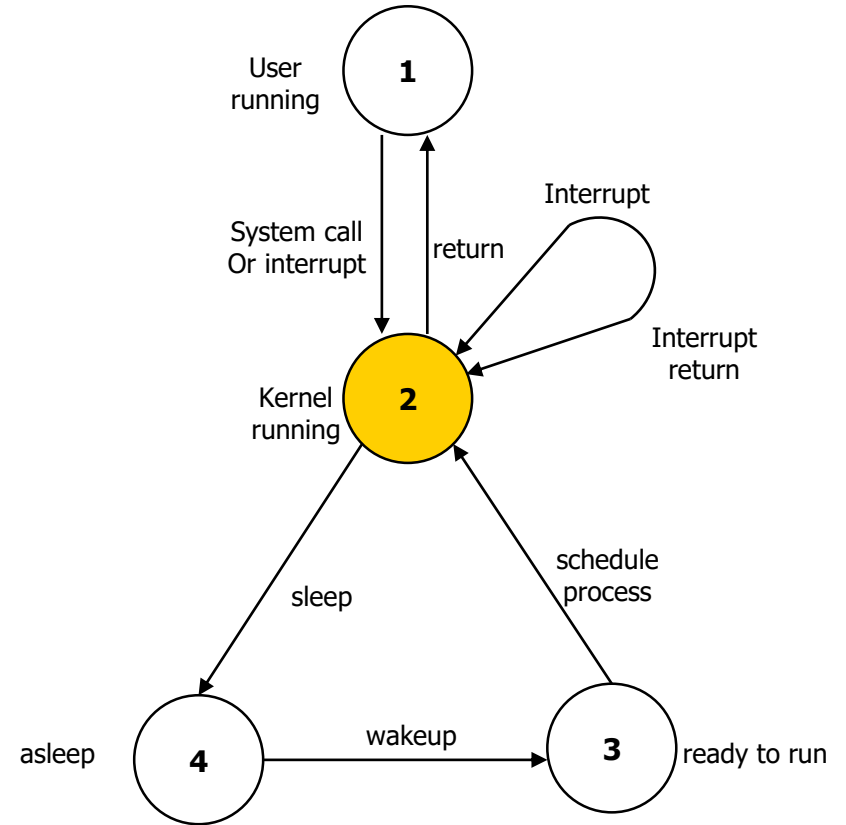 1
User
running
System call
Or interrupt
return
Interrupt
Interrupt
return
Kernel
running
2
sleep
schedule
process
asleep
4
wakeup
3
ready to run